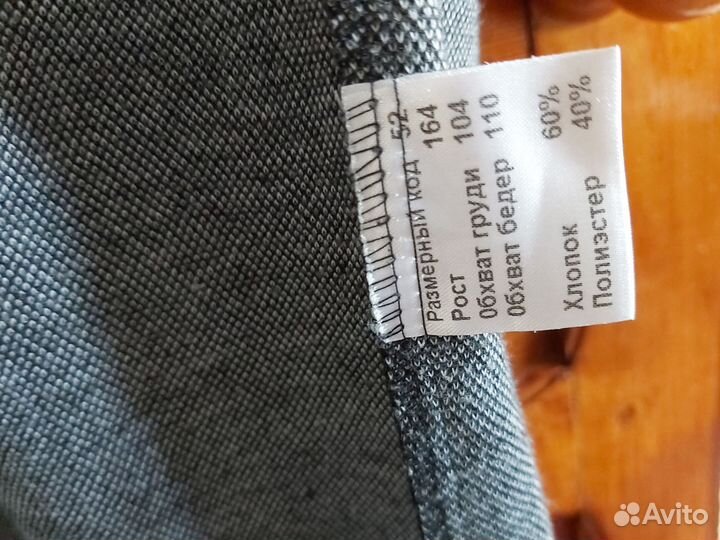 Размерный код 52
Рост 164
Обхват груди 104
Обхват бедер 110
Хлопок 60%
Полиэстер 40%
Avito